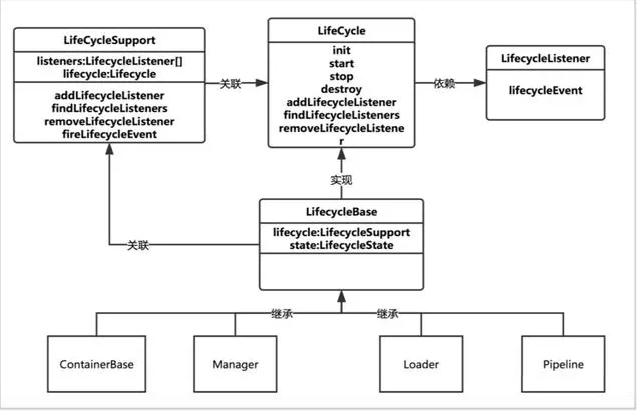 LifeCycleSupport
listeners:LifecycleListener[]
lifecycle:Lifecycle
addLifecycleListener
findLifecycleListeners
removeLifecycleListener
fireLifecycleEvent
关联
LifeCycle
init
start
stop
destroy
addLifecycleListener
findLifecycleListeners
removeLifecycleListene
r
依赖
LifecycleListener
lifecycleEvent
实现
关联
LifecycleBase
lifecycle:LifecycleSupport
state:LifecycleState
继承
继承
ContainerBase
Manager
Loader
Pipeline